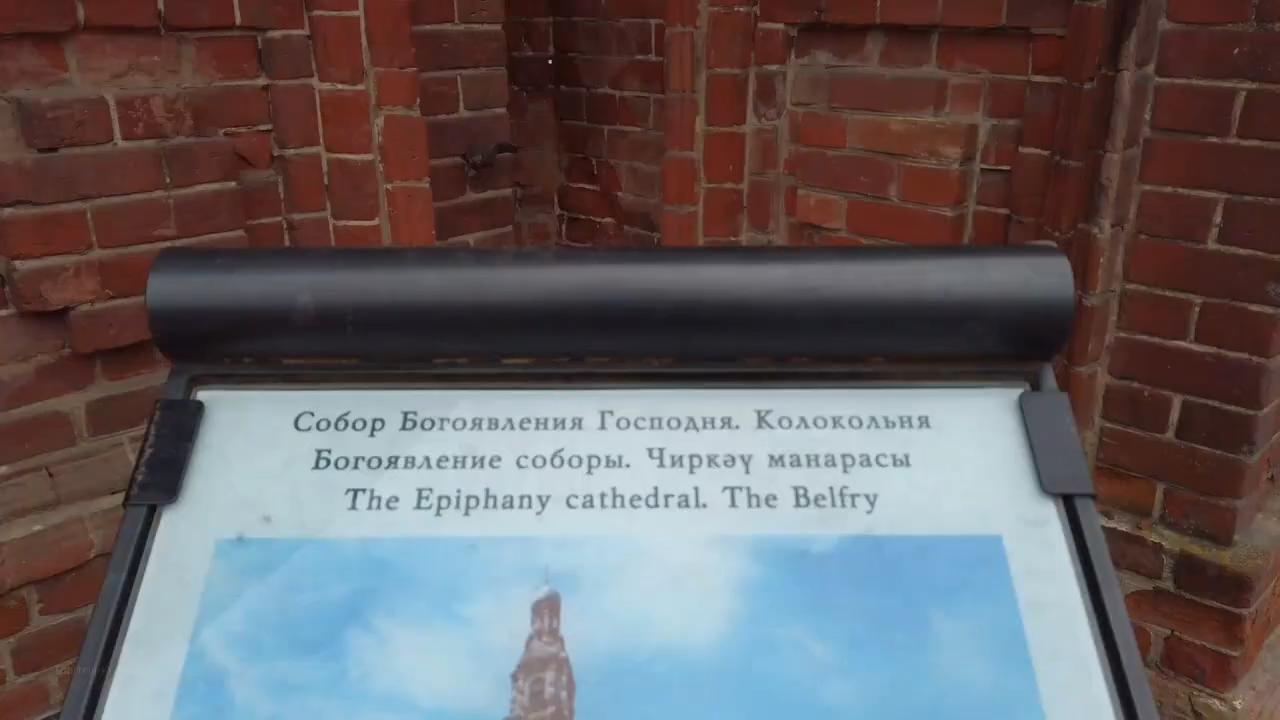 Собор Богоявления Господня. Колокольня
Богоявление соборы. Чиркәү манарасы
The Epiphany cathedral. The Belfry